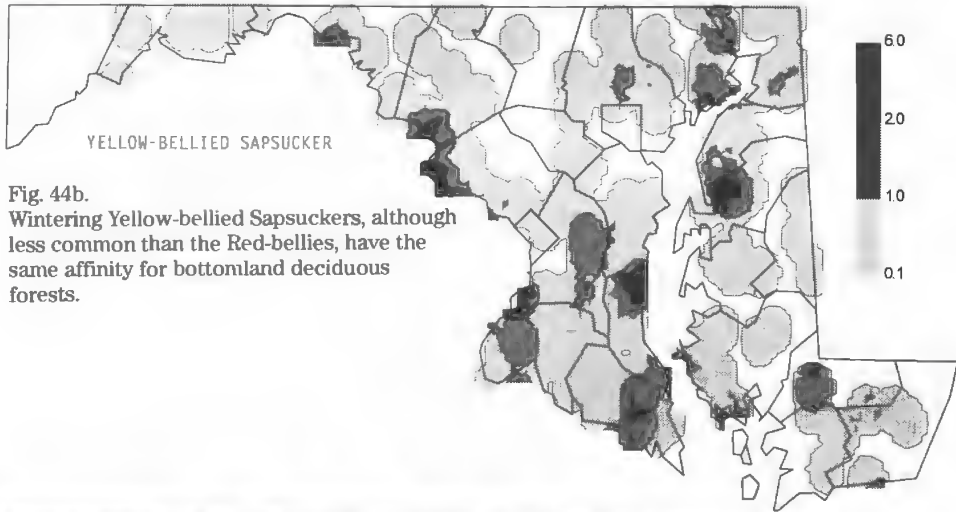 6.0
2.0
1.0
0.1
YELLOW-BELLIED SAPSUCKER
Fig. 44b.
Wintering Yellow-bellied Sapsuckers, although
less common than the Red-bellies, have the
same affinity for bottomland deciduous
forests.